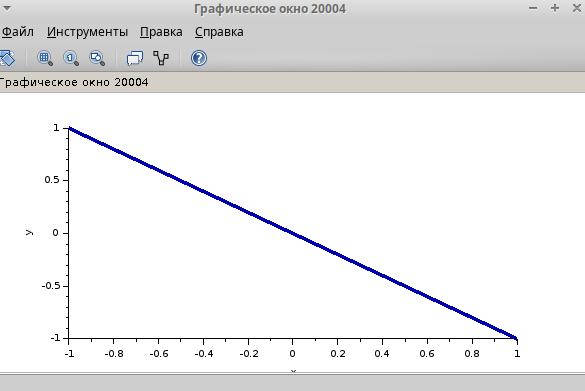 Графическое окно 20004
Файл Инструменты Правка Справка
Графическое окно 20004
1
0.5
y
0
-0.5
-1
-1 -0.8 -0.6 -0.4 -0.2 0 0.2 0.4 0.6 0.8 1